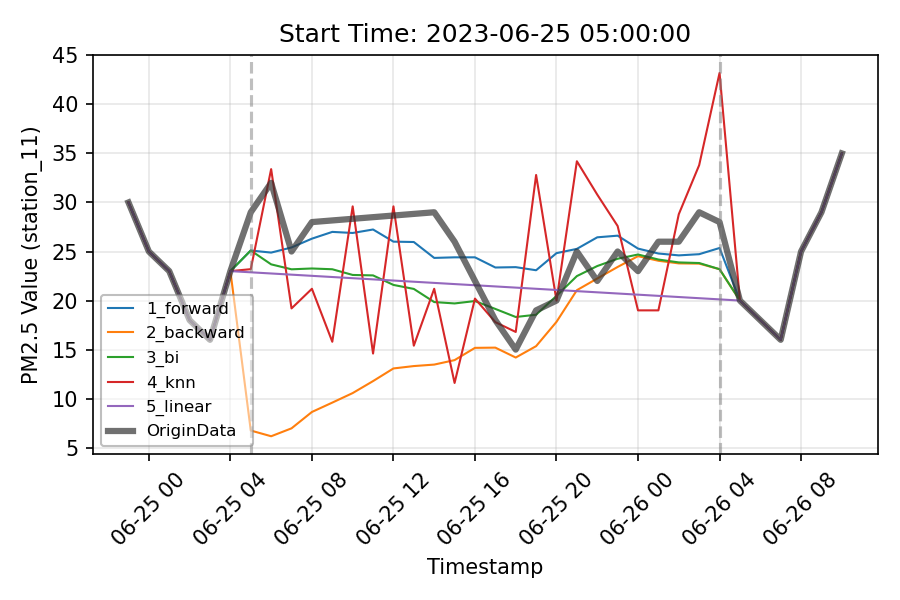 Start Time: 2023-06-25 05:00:00
PM2.5 Value (station_11)
45
40
35
30
25
20
15
10
5
1_forward
2_backward
3_bi
4_knn
5_linear
OriginData
06-25 00
06-25 04
06-25 08
06-25 12
06-25 16
06-25 20
06-26 00
06-26 04
06-26 08
Timestamp